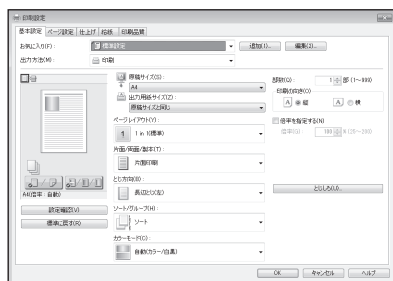 印刷設定
基本設定 ページ設定 仕上げ 給紙 印刷品質
お気に入り(F): 標準設定 追加(1)... 編集(2)...
出力方法(M): 印刷
原稿サイズ(S):
A4
出力用紙サイズ(Z):
原稿サイズと同じ
ページレイアウト(Y):
1 1 in 1(標準)
片面/両面/製本(T):
片面印刷
とじ方向(B):
長辺とじ(左)
ソート/グループ(H):
ソート
カラーモード(C):
自動(カラー/白黒)
部数(Q): 1 部 (1~999)
印刷の向き(O)
A 縦 A 横
倍率を指定する(N)
倍率(G): 100 % (25~200)
とじしろ(U)...
A4(倍率: 自動)
設定確認(V)
標準に戻す(R)
OK キャンセル ヘルプ